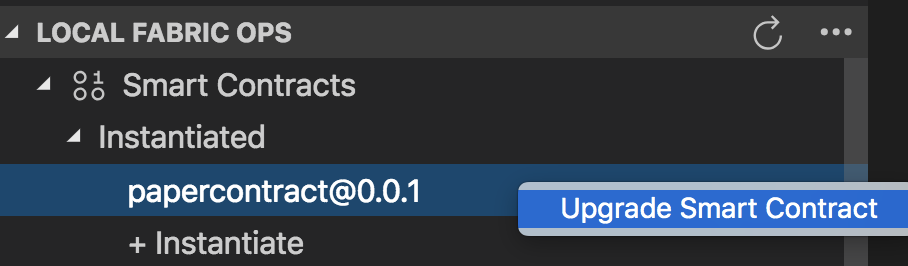 LOCAL FABRIC OPS
Smart Contracts
Instantiated
papercontract@0.0.1
Upgrade Smart Contract
+ Instantiate